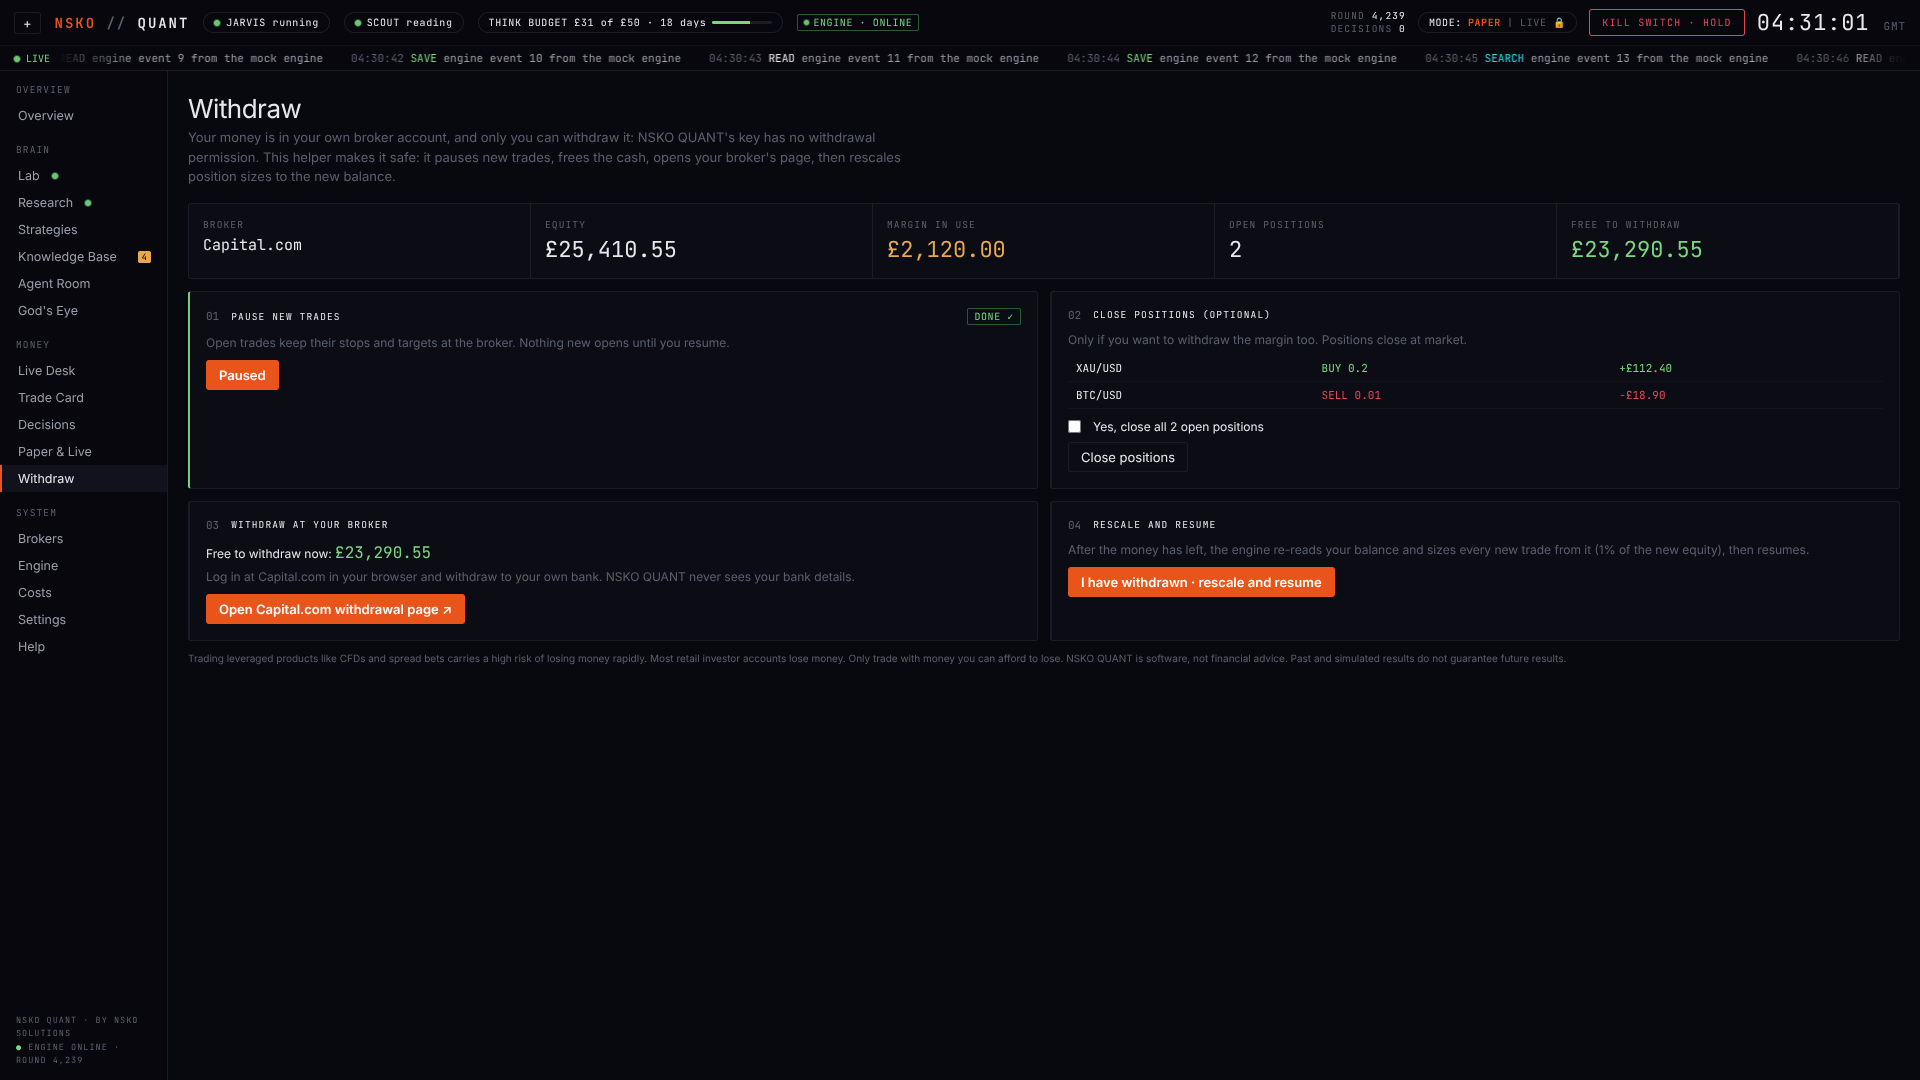 + NSKO // QUANT JARVIS running SCOUT reading THINK BUDGET £31 of £50 · 18 days ENGINE · ONLINE ROUND 4,239 DECISIONS 0 MODE: PAPER | LIVE 🔒 KILL SWITCH · HOLD 04:31:01 GMT
LIVE EAD engine event 9 from the mock engine 04:30:42 SAVE engine event 10 from the mock engine 04:30:43 READ engine event 11 from the mock engine 04:30:44 SAVE engine event 12 from the mock engine 04:30:45 SEARCH engine event 13 from the mock engine 04:30:46 READ
OVERVIEW
Overview
BRAIN
Lab
Research
Strategies
Knowledge Base 4
Agent Room
God's Eye
MONEY
Live Desk
Trade Card
Decisions
Paper & Live
Withdraw
SYSTEM
Brokers
Engine
Costs
Settings
Help
NSKO QUANT · BY NSKO
SOLUTIONS
ENGINE ONLINE ·
ROUND 4,239
Withdraw
Your money is in your own broker account, and only you can withdraw it: NSKO QUANT's key has no withdrawal
permission. This helper makes it safe: it pauses new trades, frees the cash, opens your broker's page, then rescales
position sizes to the new balance.
BROKER
Capital.com
EQUITY
£25,410.55
MARGIN IN USE
£2,120.00
OPEN POSITIONS
2
FREE TO WITHDRAW
£23,290.55
01 PAUSE NEW TRADES DONE ✓
Open trades keep their stops and targets at the broker. Nothing new opens until you resume.
Paused
02 CLOSE POSITIONS (OPTIONAL)
Only if you want to withdraw the margin too. Positions close at market.
XAU/USD BUY 0.2 +£112.40
BTC/USD SELL 0.01 -£18.90
Yes, close all 2 open positions
Close positions
03 WITHDRAW AT YOUR BROKER
Free to withdraw now: £23,290.55
Log in at Capital.com in your browser and withdraw to your own bank. NSKO QUANT never sees your bank details.
Open Capital.com withdrawal page ↗
04 RESCALE AND RESUME
After the money has left, the engine re-reads your balance and sizes every new trade from it (1% of the new equity), then resumes.
I have withdrawn · rescale and resume
Trading leveraged products like CFDs and spread bets carries a high risk of losing money rapidly. Most retail investor accounts lose money. Only trade with money you can afford to lose. NSKO QUANT is software, not financial advice. Past and simulated results do not guarantee future results.